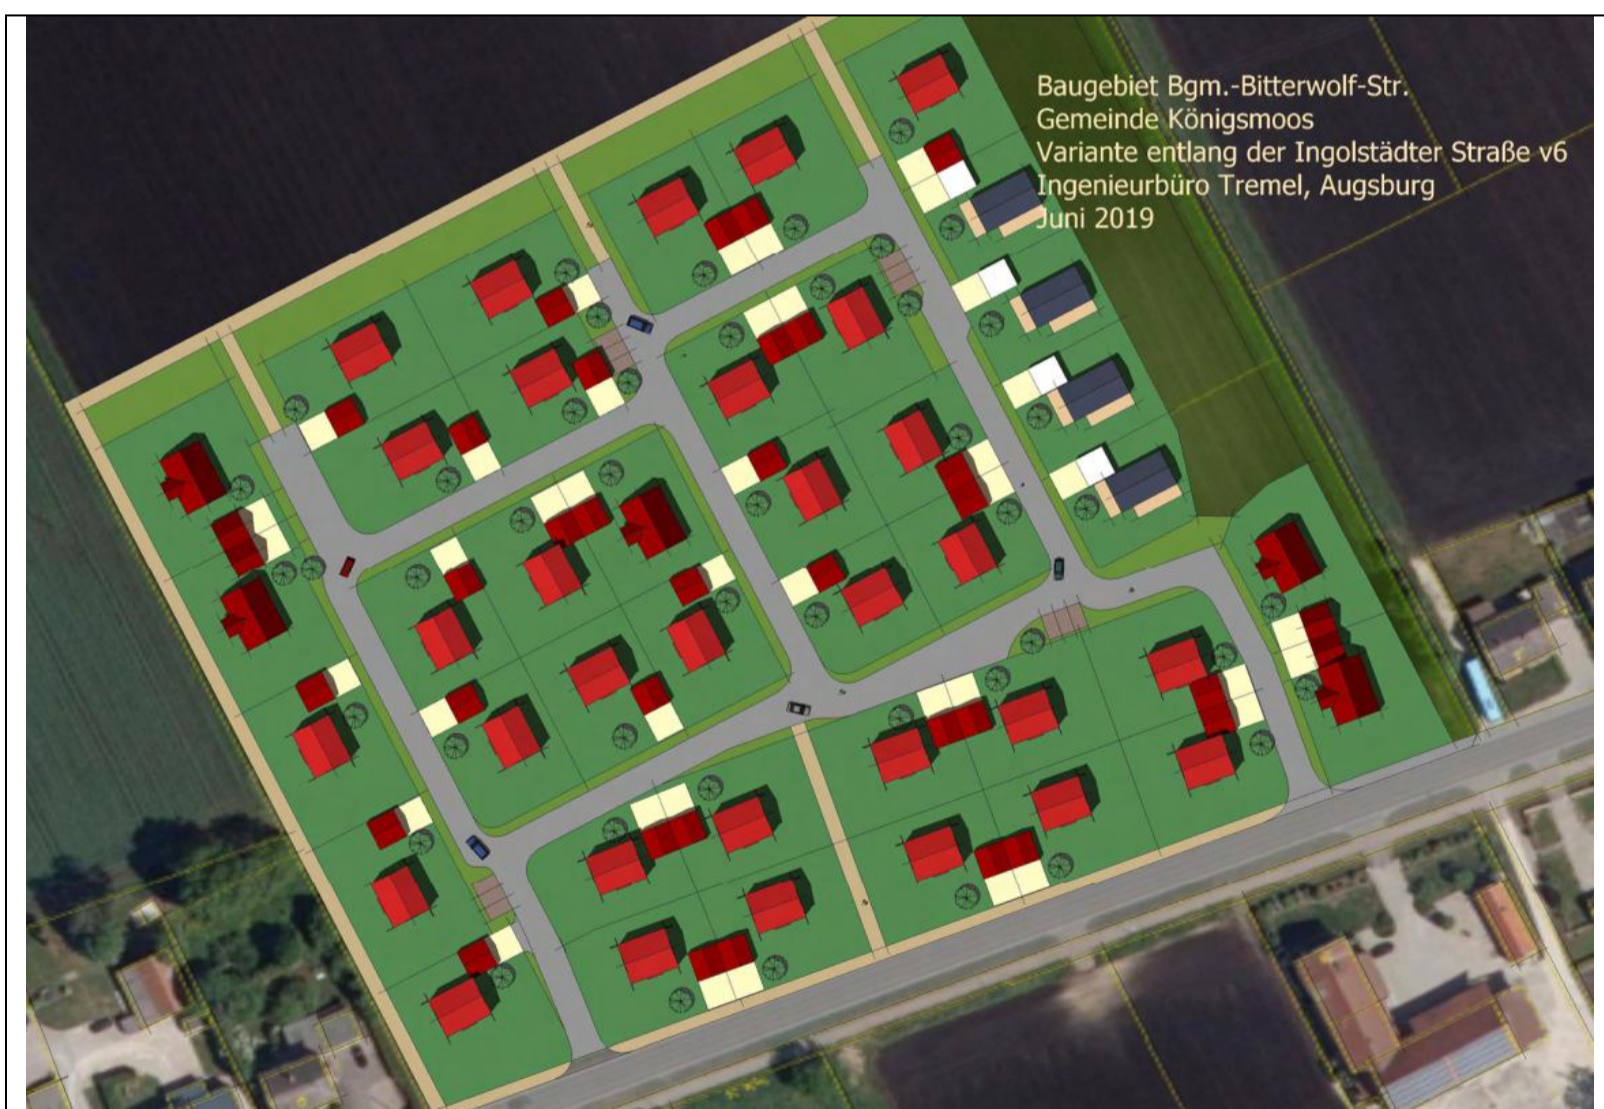 Baugebiet Bgm.-Bitterwolf-Str.
Gemeinde Königsmoos
Variante entlang der Ingolstädter Straße v6
Ingenieurbüro Tremel, Augsburg
Juni 2019